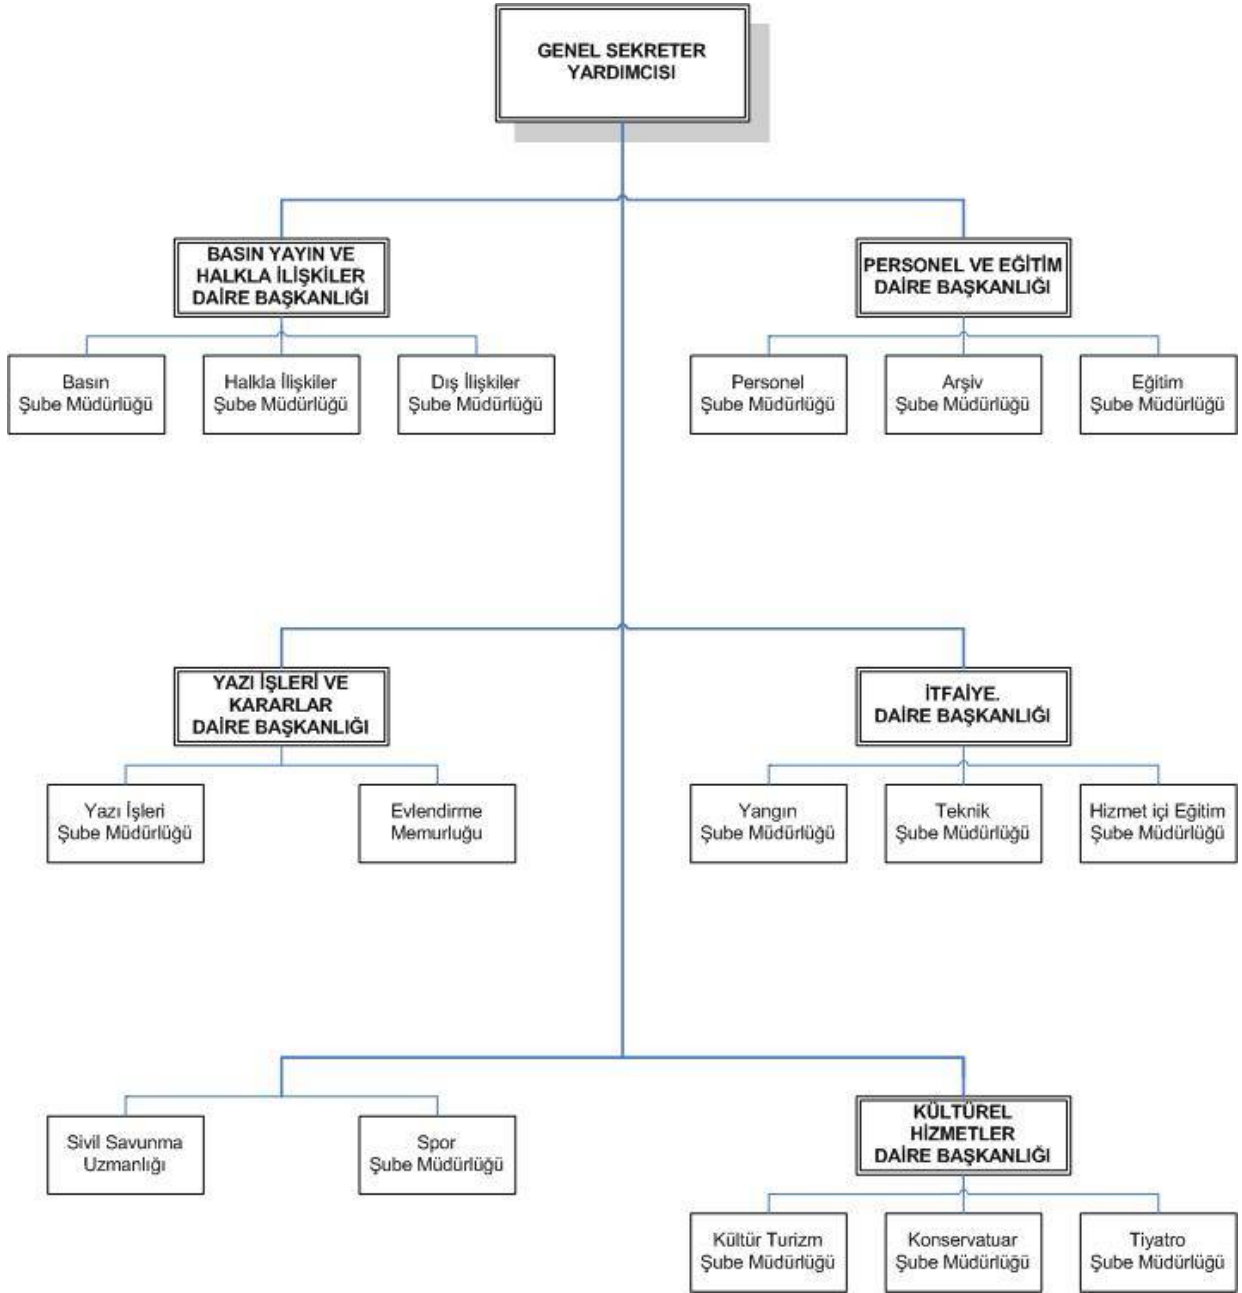 GENEL SEKRETER
YARDIMCISI
BASIN YAYIN VE
HALKLA İLİŞKİLER
DAİRE BAŞKANLIĞI
PERSONEL VE EĞİTİM
DAİRE BAŞKANLIĞI
Basın
Şube Müdürlüğü
Halkla İlişkiler
Şube Müdürlüğü
Dış İlişkiler
Şube Müdürlüğü
Personel
Şube Müdürlüğü
Arşiv
Şube Müdürlüğü
Eğitim
Şube Müdürlüğü
YAZI İŞLERİ VE
KARARLAR
DAİRE BAŞKANLIĞI
İTFAİYE.
DAİRE BAŞKANLIĞI
Yazı İşleri
Şube Müdürlüğü
Evlendirme
Memurluğu
Yangın
Şube Müdürlüğü
Teknik
Şube Müdürlüğü
Hizmet içi Eğitim
Şube Müdürlüğü
Sivil Savunma
Uzmanlığı
Spor
Şube Müdürlüğü
KÜLTÜREL
HİZMETLER
DAİRE BAŞKANLIĞI
Kültür Turizm
Şube Müdürlüğü
Konservatuar
Şube Müdürlüğü
Tiyatro
Şube Müdürlüğü